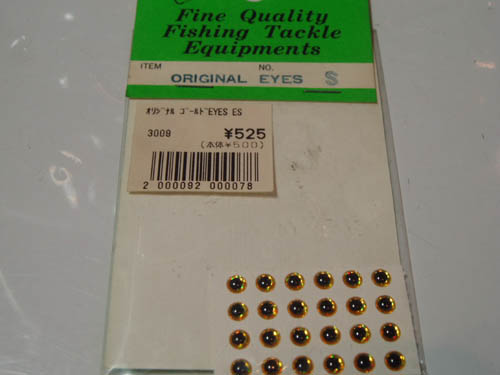 Fine Quality
Fishing Tackle
Equipments
ITEM NO.
ORIGINAL EYES S
ｵﾘｼﾞﾅﾙ ｺﾞｰﾙﾄﾞEYES ES
3009 ¥525
(本体¥500)
2 000092 000078